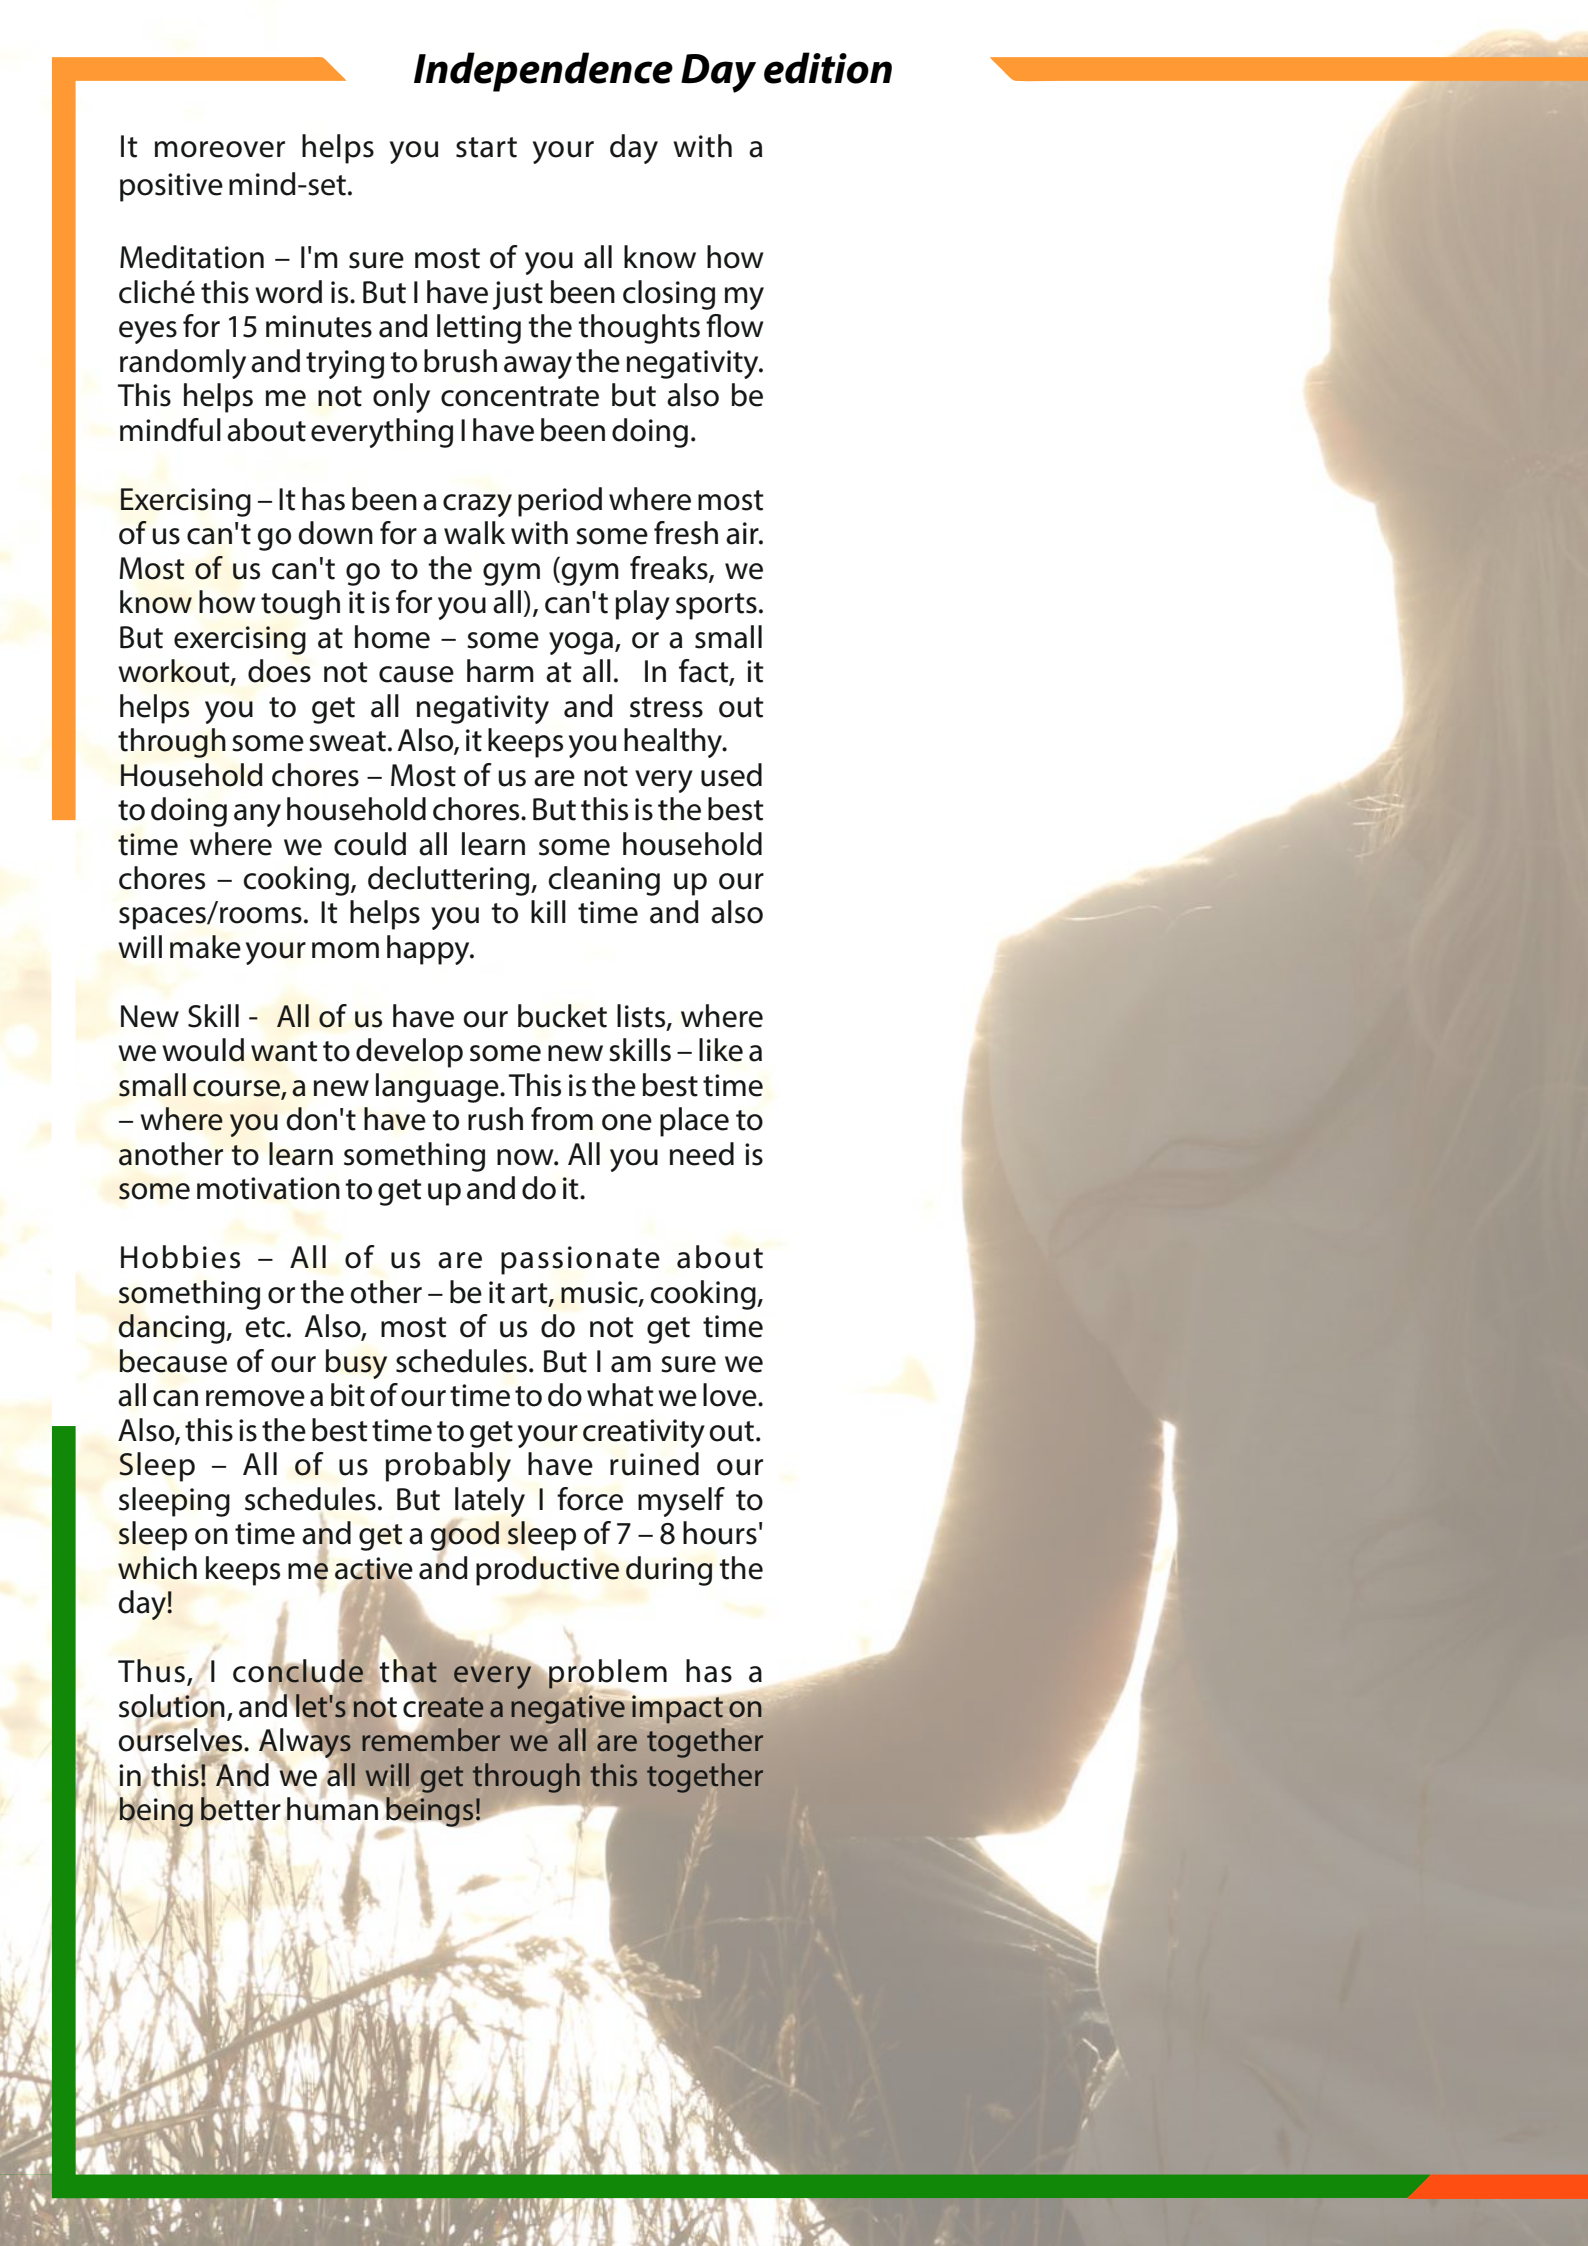 Independence Day edition
It moreover helps you start your day with a
positive mind-set.
Meditation – I'm sure most of you all know how
cliché this word is. But I have just been closing my
eyes for 15 minutes and letting the thoughts flow
randomly and trying to brush away the negativity.
This helps me not only concentrate but also be
mindful about everything I have been doing.
Exercising – It has been a crazy period where most
of us can't go down for a walk with some fresh air.
Most of us can't go to the gym (gym freaks, we
know how tough it is for you all), can't play sports.
But exercising at home – some yoga, or a small
workout, does not cause harm at all.  In fact, it
helps you to get all negativity and stress out
through some sweat. Also, it keeps you healthy.
Household chores – Most of us are not very used
to doing any household chores. But this is the best
time where we could all learn some household
chores – cooking, decluttering, cleaning up our
spaces/rooms. It helps you to kill time and also
will make your mom happy.
New Skill -  All of us have our bucket lists, where
we would want to develop some new skills – like a
small course, a new language. This is the best time
– where you don't have to rush from one place to
another to learn something now. All you need is
some motivation to get up and do it.
Hobbies – All of us are passionate about
something or the other – be it art, music, cooking,
dancing, etc. Also, most of us do not get time
because of our busy schedules. But I am sure we
all can remove a bit of our time to do what we love.
Also, this is the best time to get your creativity out.
Sleep – All of us probably have ruined our
sleeping schedules. But lately I force myself to
sleep on time and get a good sleep of 7 – 8 hours'
which keeps me active and productive during the
day!
Thus, I conclude that every problem has a
solution, and let's not create a negative impact on
ourselves. Always remember we all are together
in this! And we all will get through this together
being better human beings!